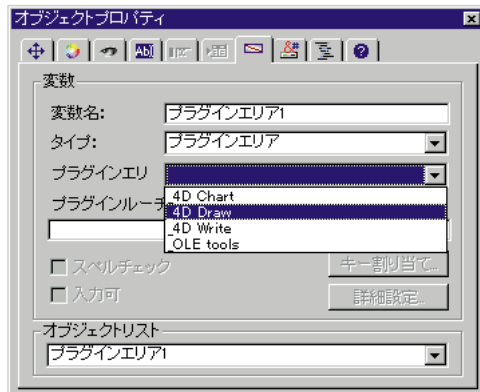 オブジェクトプロパティ
変数
変数名:
プラグインエリア1
タイプ:
プラグインエリア
プラグインエリ
プラグインルーチ
_4D Chart
_4D Draw
_4D Write
_OLE tools
スペルチェック
キー割り当て...
入力可
詳細設定...
オブジェクトリスト
プラグインエリア1